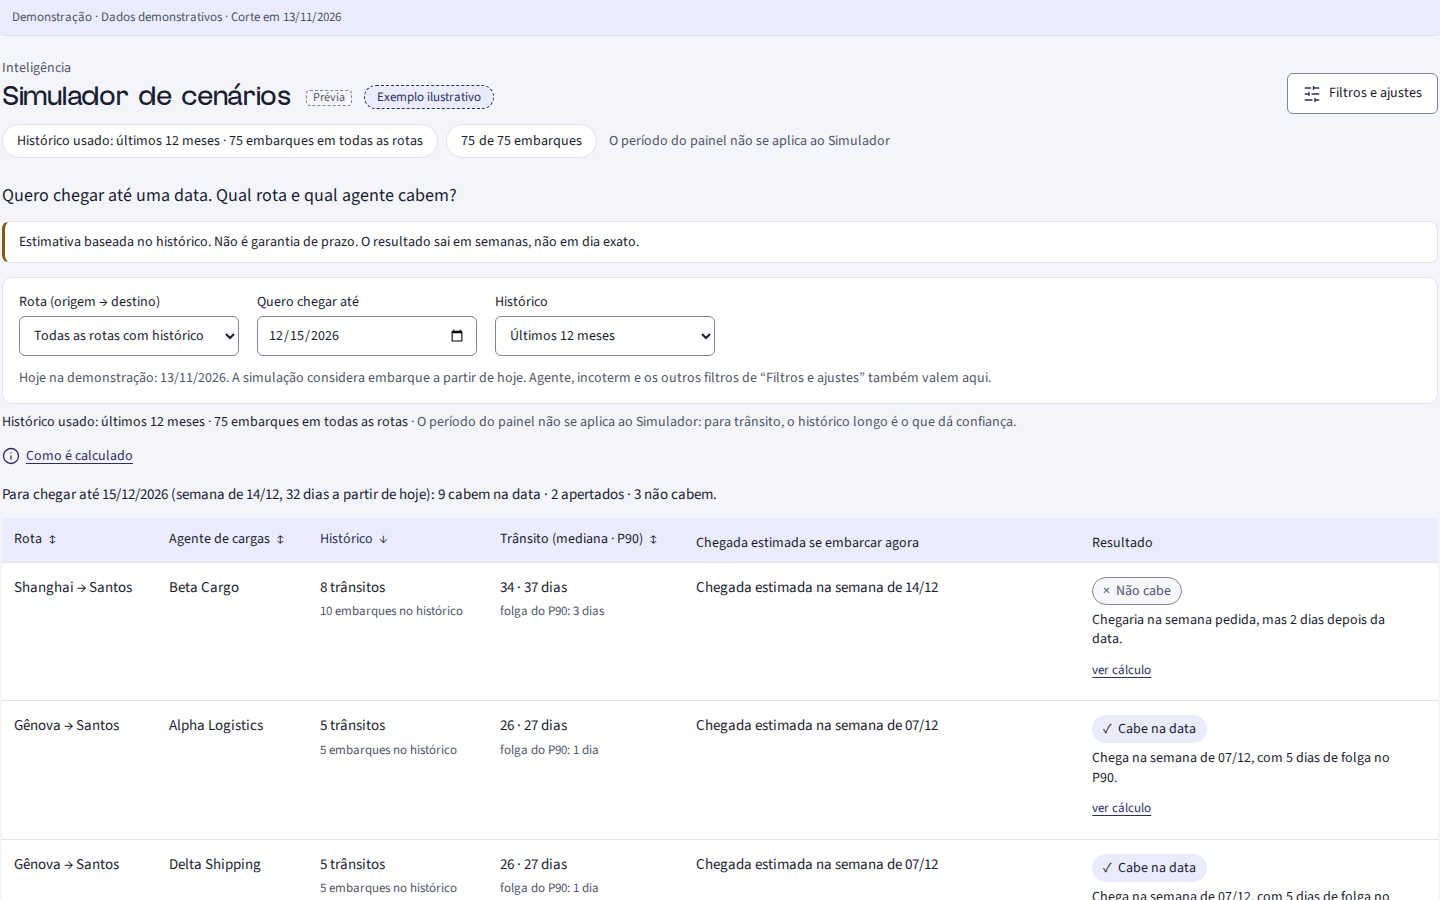 Demonstração · Dados demonstrativos · Corte em 13/11/2026
Inteligência
Simulador de cenários
Prévia
Exemplo ilustrativo
Filtros e ajustes
Histórico usado: últimos 12 meses · 75 embarques em todas as rotas
75 de 75 embarques
O período do painel não se aplica ao Simulador
Quero chegar até uma data. Qual rota e qual agente cabem?
Estimativa baseada no histórico. Não é garantia de prazo. O resultado sai em semanas, não em dia exato.
Rota (origem → destino)
Quero chegar até
Histórico
Todas as rotas com histórico
12/15/2026
Últimos 12 meses
Hoje na demonstração: 13/11/2026. A simulação considera embarque a partir de hoje. Agente, incoterm e os outros filtros de “Filtros e ajustes” também valem aqui.
Histórico usado: últimos 12 meses · 75 embarques em todas as rotas · O período do painel não se aplica ao Simulador: para trânsito, o histórico longo é o que dá confiança.
Como é calculado
Para chegar até 15/12/2026 (semana de 14/12, 32 dias a partir de hoje): 9 cabem na data · 2 apertados · 3 não cabem.
Rota ↕
Agente de cargas ↕
Histórico ↓
Trânsito (mediana · P90) ↕
Chegada estimada se embarcar agora
Resultado
Shanghai → Santos
Beta Cargo
8 trânsitos
10 embarques no histórico
34 · 37 dias
folga do P90: 3 dias
Chegada estimada na semana de 14/12
× Não cabe
Chegaria na semana pedida, mas 2 dias depois da
data.
ver cálculo
Gênova → Santos
Alpha Logistics
5 trânsitos
5 embarques no histórico
26 · 27 dias
folga do P90: 1 dia
Chegada estimada na semana de 07/12
✓ Cabe na data
Chega na semana de 07/12, com 5 dias de folga no
P90.
ver cálculo
Gênova → Santos
Delta Shipping
5 trânsitos
5 embarques no histórico
26 · 27 dias
folga do P90: 1 dia
Chegada estimada na semana de 07/12
✓ Cabe na data
Chega na semana de 07/12, com 5 dias de folga no